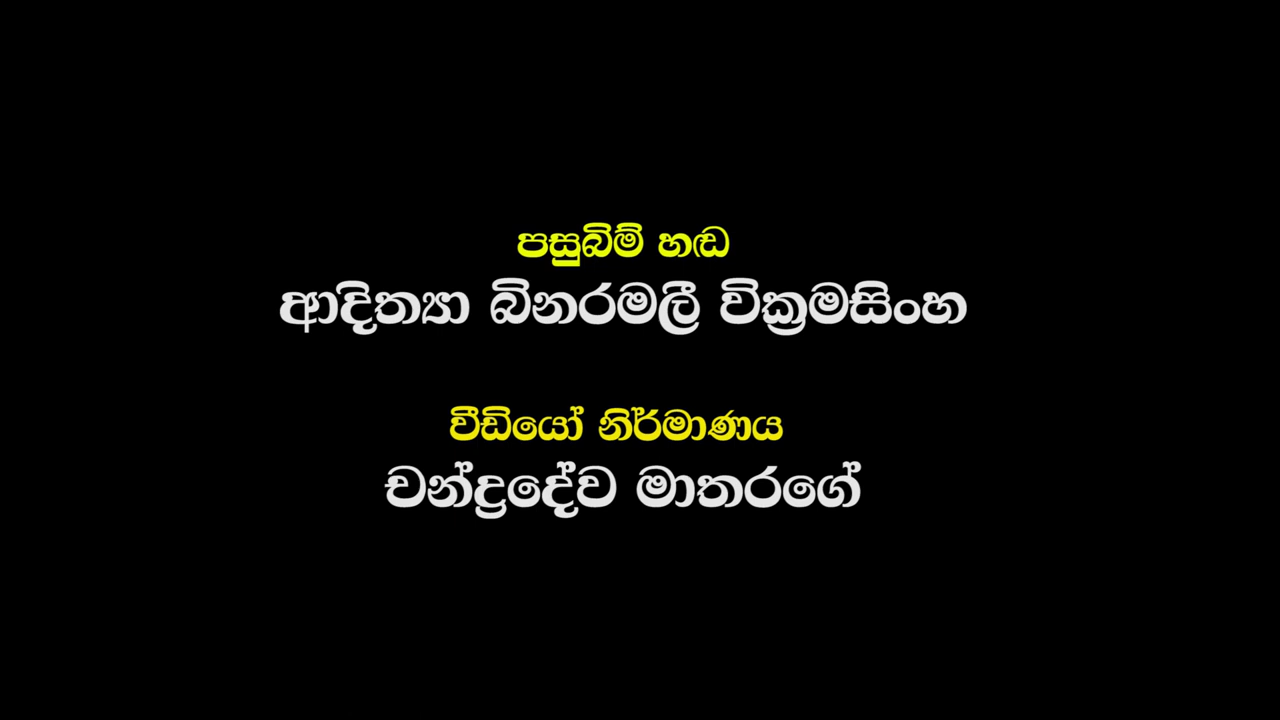 පසුබිම් හඬ
ආදිත්‍යා බිනරමලී වික්‍රමසිංහ
වීඩියෝ නිර්මාණය
චන්ද්‍රදේව මාතරගේ